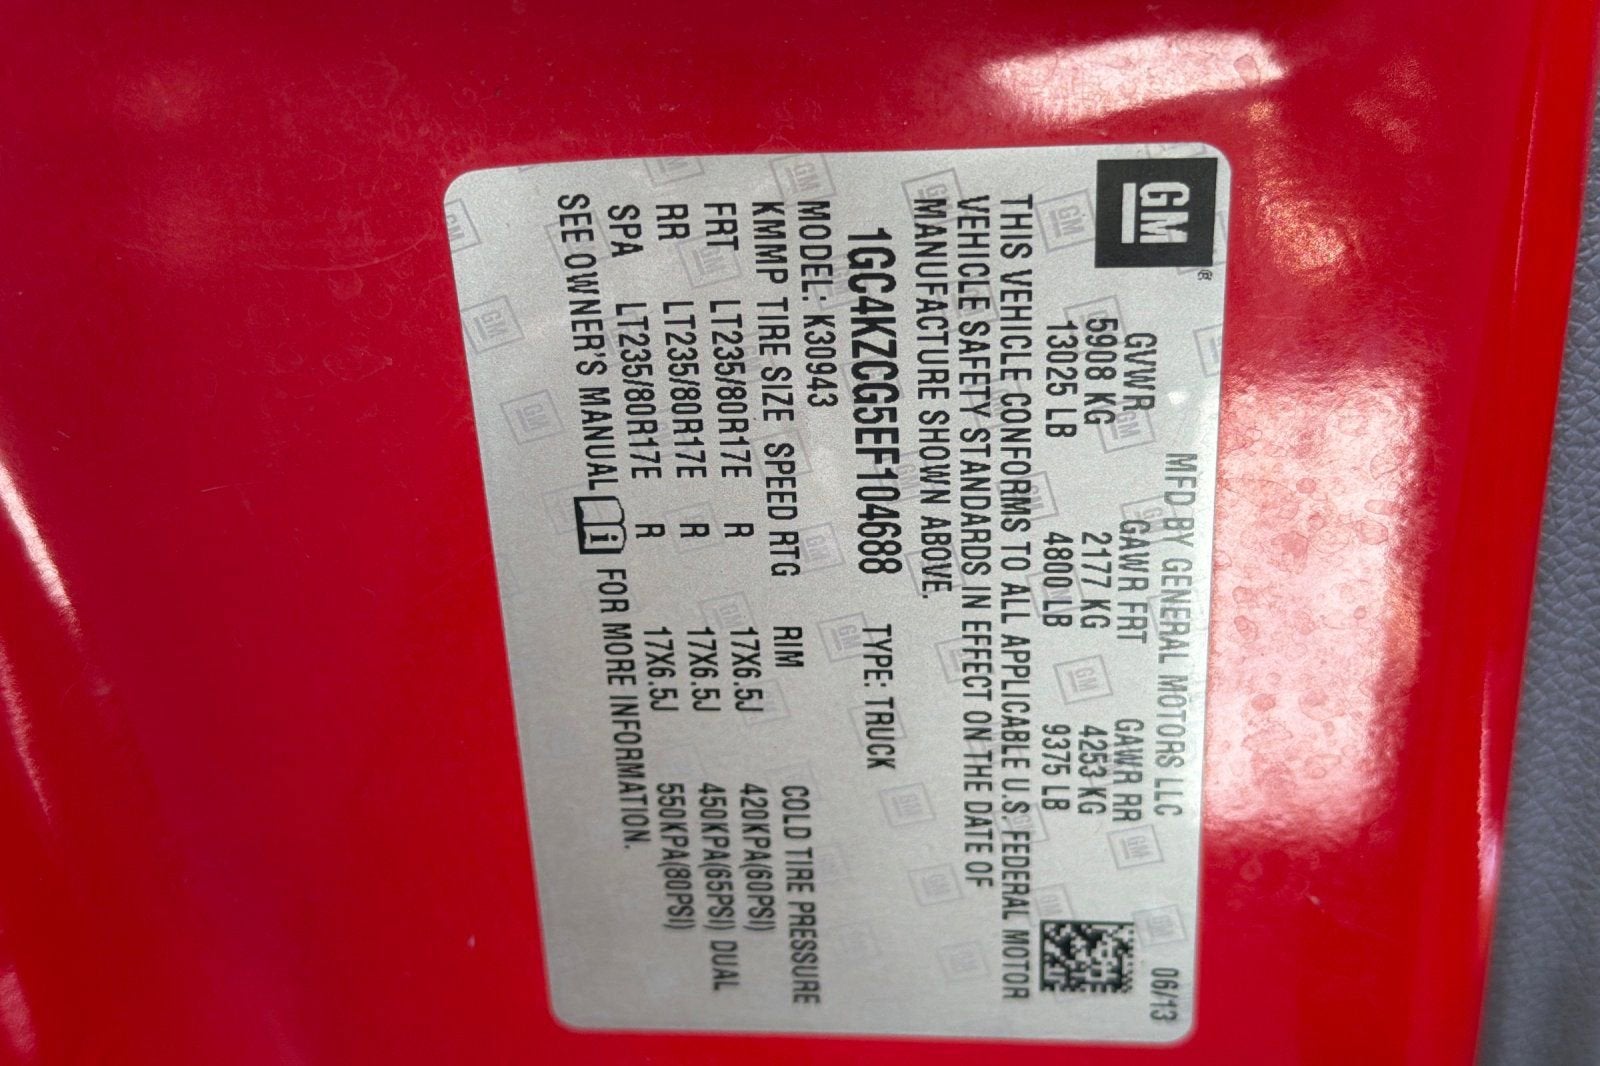 GM®
MFD BY GENERAL MOTORS LLC 06/13
GVWR GAWR FRT GAWR RR
5908 KG 2177 KG 4253 KG
13025 LB 4800 LB 9375 LB
THIS VEHICLE CONFORMS TO ALL APPLICABLE U.S. FEDERAL MOTOR
VEHICLE SAFETY STANDARDS IN EFFECT ON THE DATE OF
MANUFACTURE SHOWN ABOVE.
1GC4KZCG5EF104688 TYPE: TRUCK
MODEL: K30943
KMMP TIRE SIZE SPEED RTG RIM COLD TIRE PRESSURE
FRT LT235/80R17E R 17X6.5J 420KPA(60PSI)
RR LT235/80R17E R 17X6.5J 450KPA(65PSI) DUAL
SPA LT235/80R17E R 17X6.5J 550KPA(80PSI)
SEE OWNER'S MANUAL i FOR MORE INFORMATION.